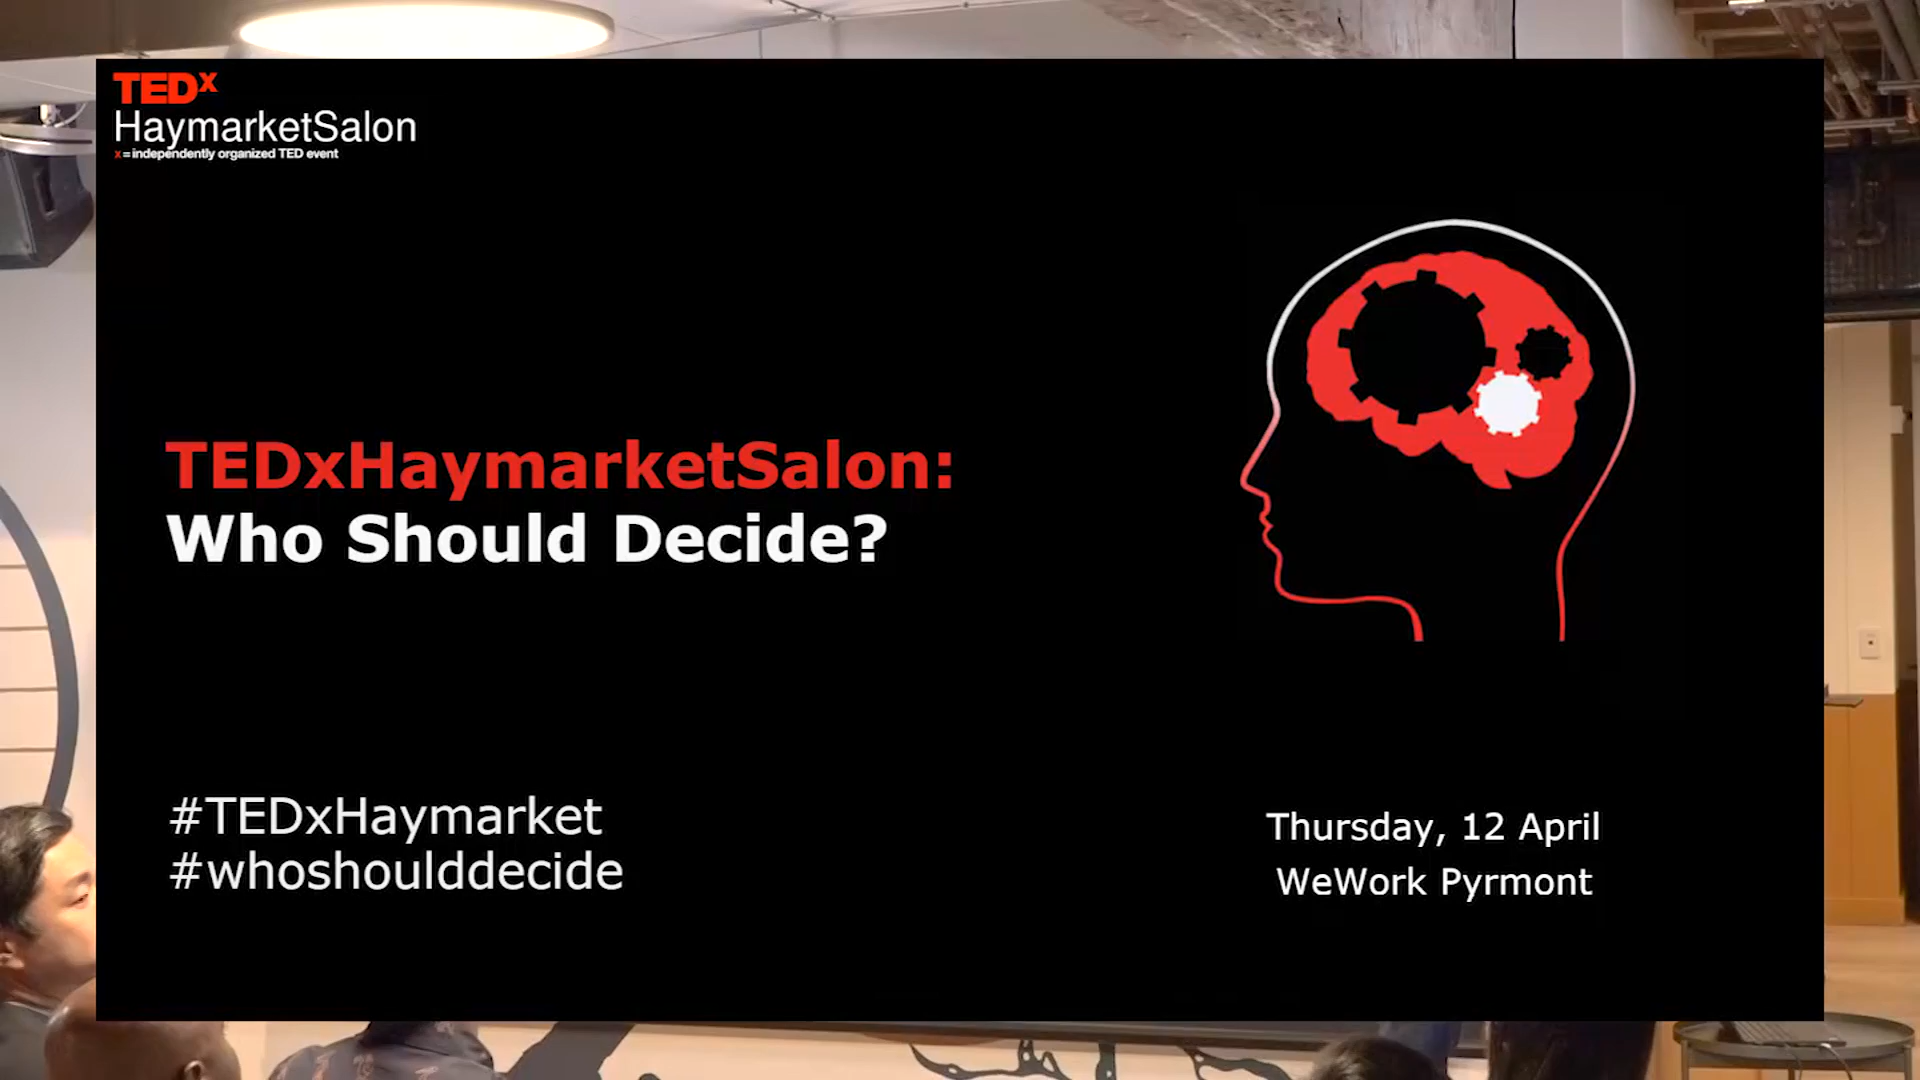 TEDx
HaymarketSalon
x=independently organized TED event
TEDxHaymarketSalon:
Who Should Decide?
#TEDxHaymarket
#whoshoulddecide
Thursday, 12 April
WeWork Pyrmont